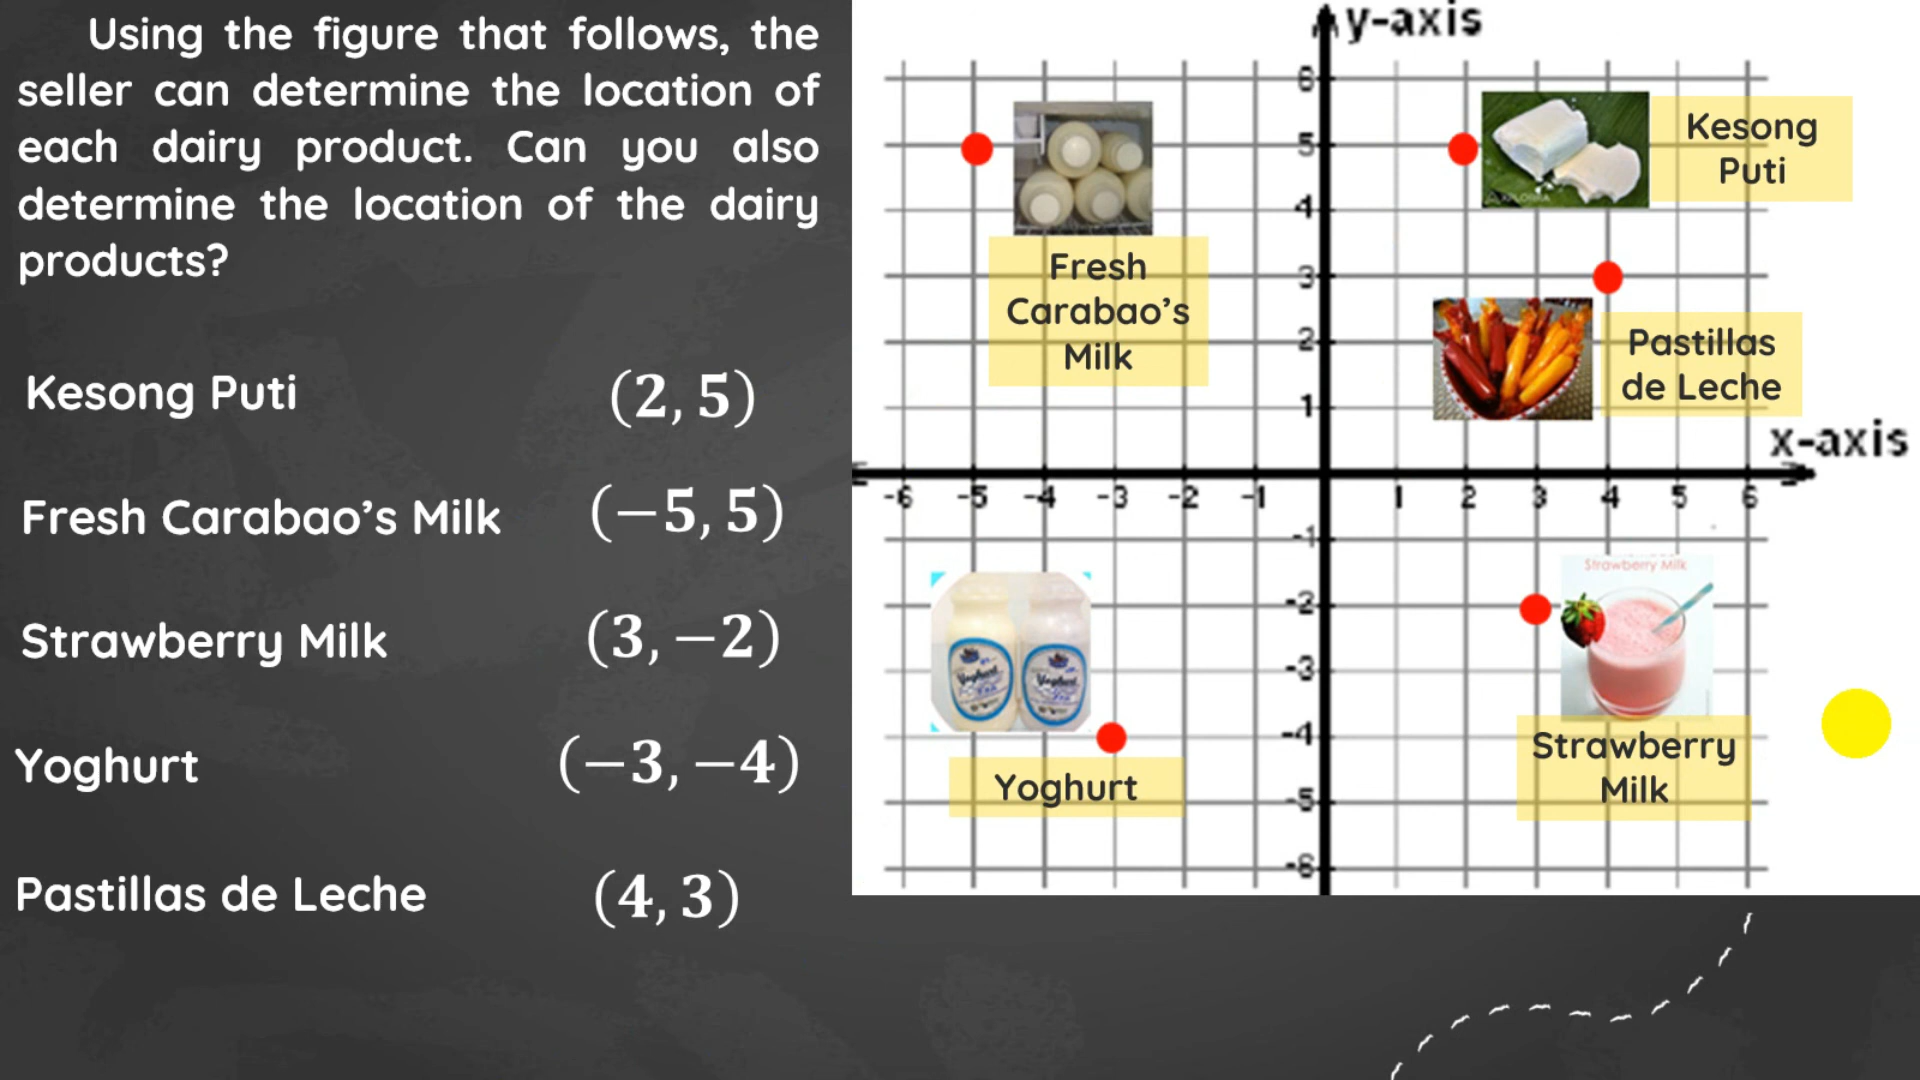 Using the figure that follows, the
seller can determine the location of
each dairy product. Can you also
determine the location of the dairy
products?
Kesong Puti (2, 5)
Fresh Carabao’s Milk (−5, 5)
Strawberry Milk (3, −2)
Yoghurt (−3, −4)
Pastillas de Leche (4, 3)
y-axis
6
5
4
3
2
1
x-axis
-6 -5 -4 -3 -2 -1 1 2 3 4 5 6
-1
-2
-3
-4
-5
-6
Kesong
Puti
Fresh
Carabao’s
Milk
Pastillas
de Leche
Strawberry Milk
Yoghurt
Yoghurt
Yoghurt
Strawberry
Milk